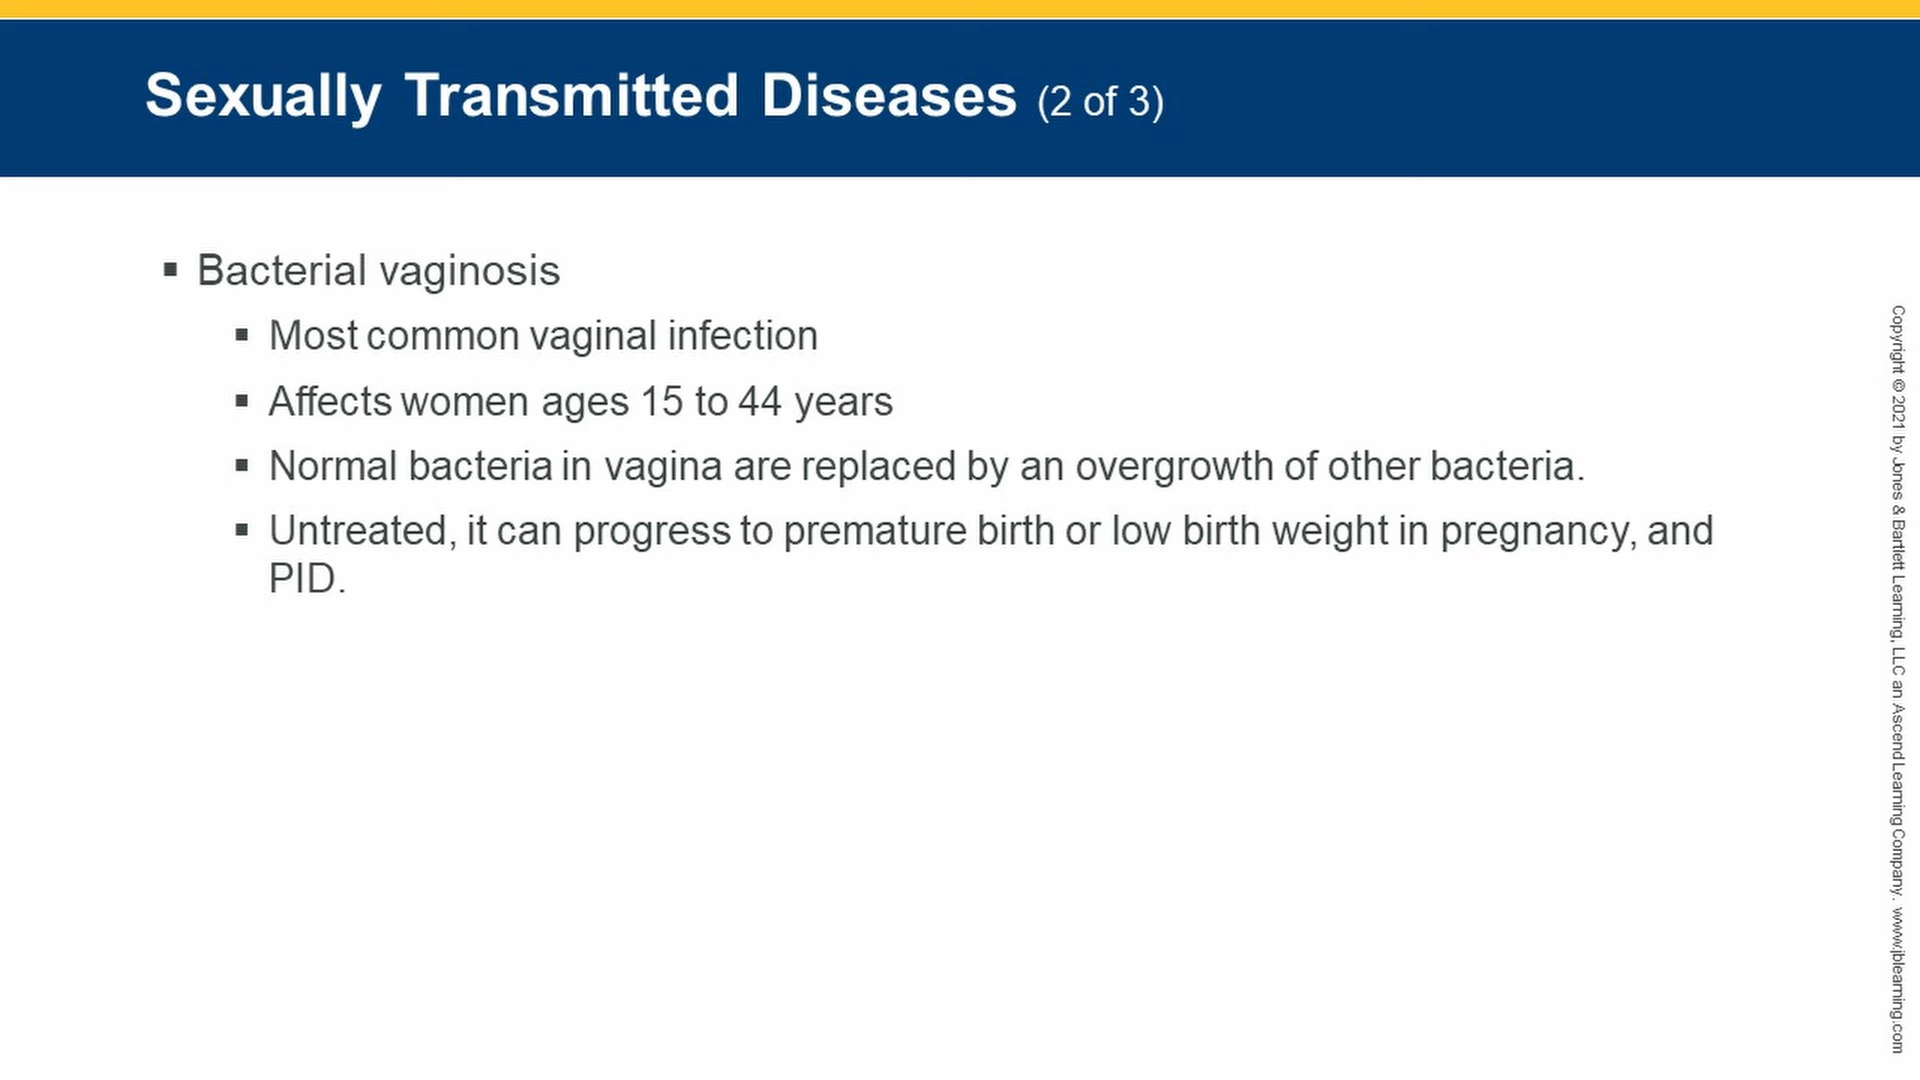 Sexually Transmitted Diseases (2 of 3)
▪ Bacterial vaginosis
▪ Most common vaginal infection
▪ Affects women ages 15 to 44 years
▪ Normal bacteria in vagina are replaced by an overgrowth of other bacteria.
▪ Untreated, it can progress to premature birth or low birth weight in pregnancy, and
PID.
Copyright © 2021 by Jones & Bartlett Learning, LLC an Ascend Learning Company. www.jblearning.com